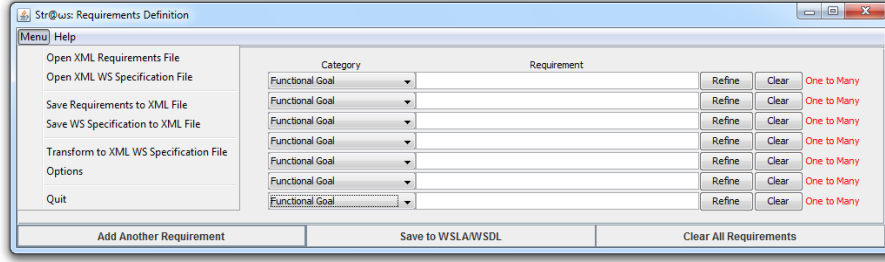 Str@ws: Requirements Definition
Menu Help
Open XML Requirements File
Open XML WS Specification File
Save Requirements to XML File
Save WS Specification to XML File
Transform to XML WS Specification File
Options
Quit
Category Requirement
Functional Goal Refine Clear One to Many
Functional Goal Refine Clear One to Many
Functional Goal Refine Clear One to Many
Functional Goal Refine Clear One to Many
Functional Goal Refine Clear One to Many
Functional Goal Refine Clear One to Many
Functional Goal Refine Clear One to Many
Add Another Requirement Save to WSLA/WSDL Clear All Requirements